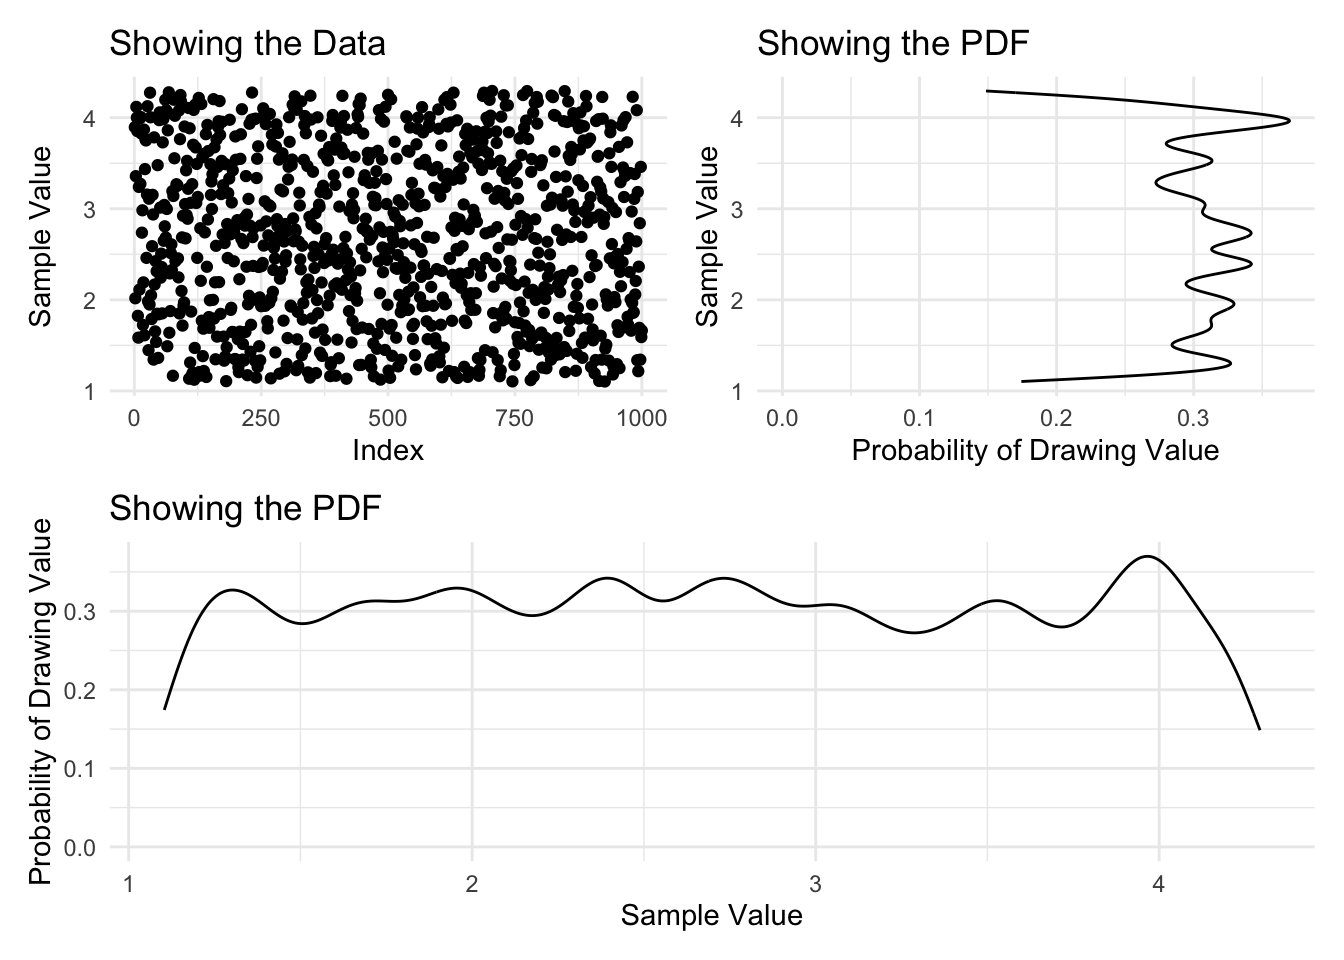 Showing the Data
Sample Value
4
3
2
1
0 250 500 750 1000
Index
Showing the PDF
Sample Value
4
3
2
1
0.0 0.1 0.2 0.3
Probability of Drawing Value
Showing the PDF
Probability of Drawing Value
0.3
0.2
0.1
0.0
1 2 3 4
Sample Value